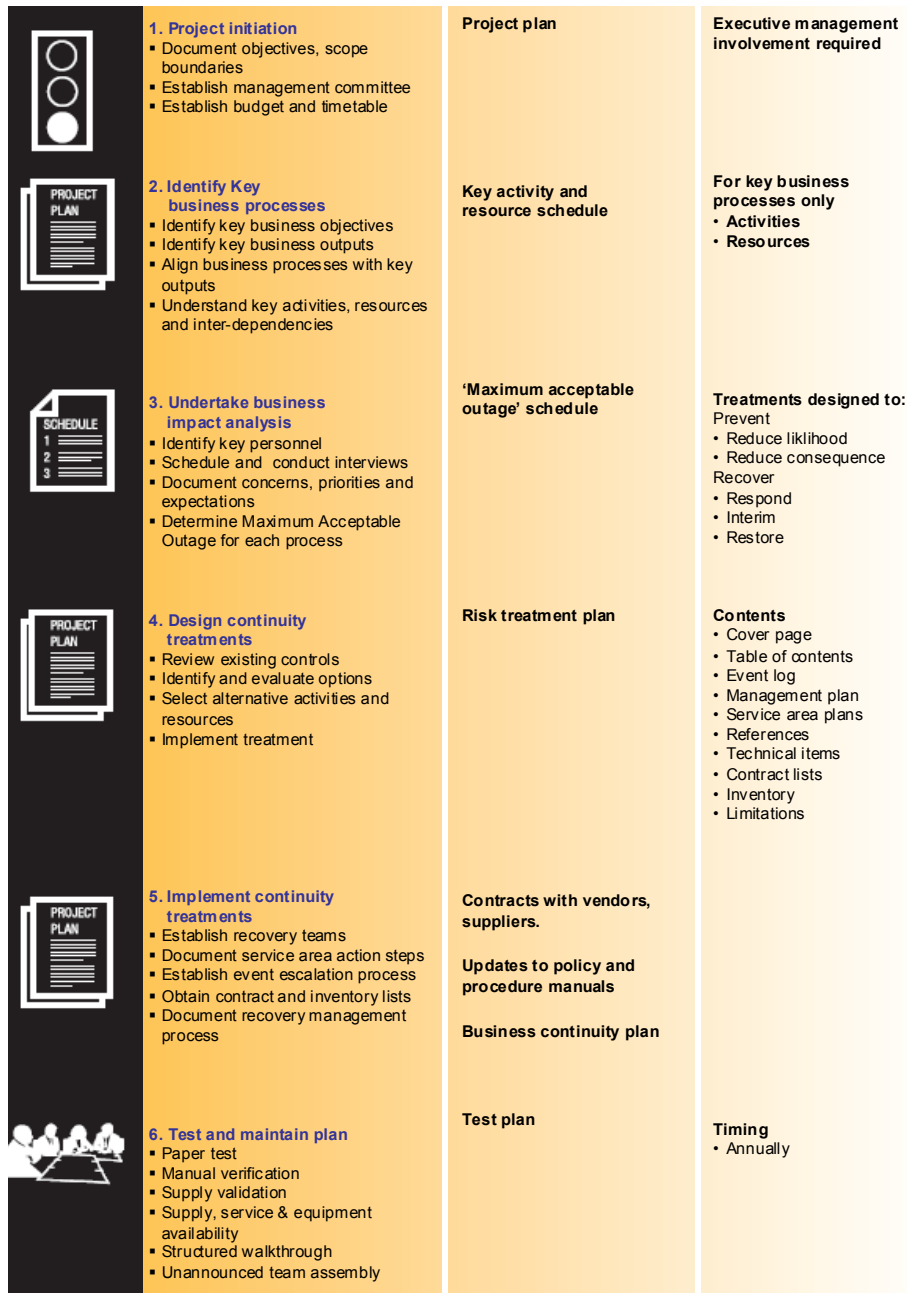 1. Project initiation
▪ Document objectives, scope
boundaries
▪ Establish management committee
▪ Establish budget and timetable
Project plan
Executive management
involvement required
PROJECT
PLAN
2. Identify Key
business processes
▪ Identify key business objectives
▪ Identify key business outputs
▪ Align business processes with key
outputs
▪ Understand key activities, resources
and inter-dependencies
Key activity and
resource schedule
For key business
processes only
• Activities
• Resources
SCHEDULE
1
2
3
3. Undertake business
impact analysis
▪ Identify key personnel
▪ Schedule and conduct interviews
▪ Document concerns, priorities and
expectations
▪ Determine Maximum Acceptable
Outage for each process
‘Maximum acceptable
outage’ schedule
Treatments designed to:
Prevent
• Reduce liklihood
• Reduce consequence
Recover
• Respond
• Interim
• Restore
PROJECT
PLAN
4. Design continuity
treatments
▪ Review existing controls
▪ Identify and evaluate options
▪ Select alternative activities and
resources
▪ Implement treatment
Risk treatment plan
Contents
• Cover page
• Table of contents
• Event log
• Management plan
• Service area plans
• References
• Technical items
• Contract lists
• Inventory
• Limitations
PROJECT
PLAN
5. Implement continuity
treatments
▪ Establish recovery teams
▪ Document service area action steps
▪ Establish event escalation process
▪ Obtain contract and inventory lists
▪ Document recovery management
process
Contracts with vendors,
suppliers.
Updates to policy and
procedure manuals
Business continuity plan
6. Test and maintain plan
▪ Paper test
▪ Manual verification
▪ Supply validation
▪ Supply, service & equipment
availability
▪ Structured walkthrough
▪ Unannounced team assembly
Test plan
Timing
• Annually